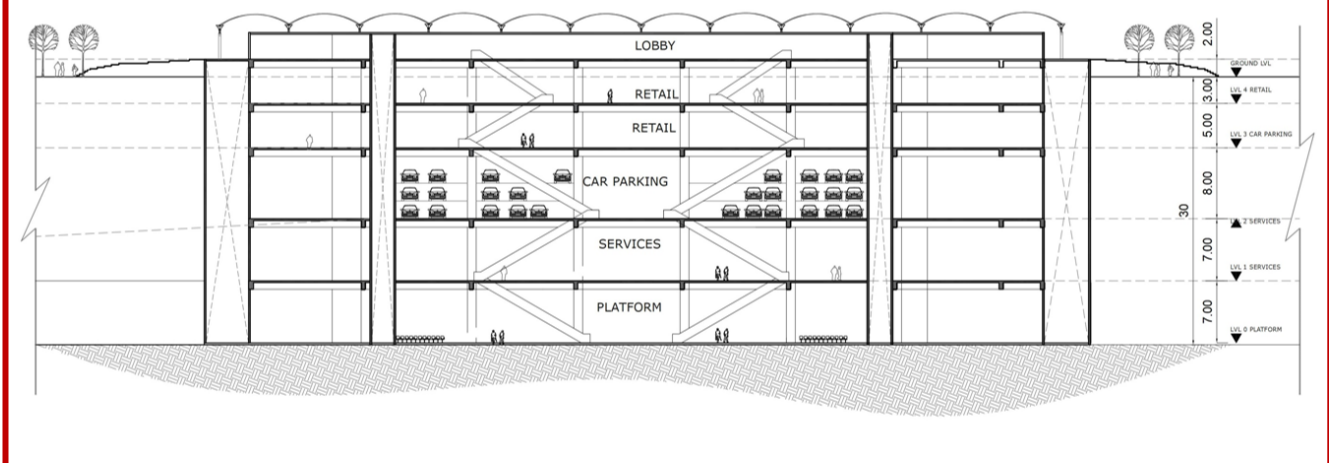 LOBBY
RETAIL
RETAIL
CAR PARKING
SERVICES
PLATFORM
2.00
3.00
5.00
8.00
7.00
7.00
30
GROUND LVL
LVL 4 RETAIL
LVL 3 CAR PARKING
LVL 2 SERVICES
LVL 1 SERVICES
LVL 0 PLATFORM